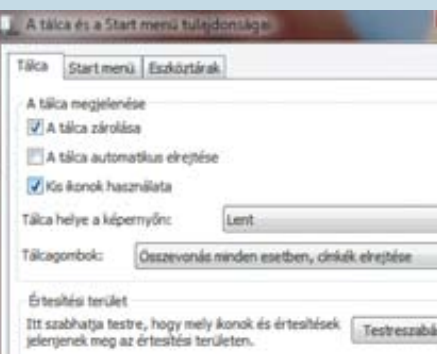 A tálca és a Start menü tulajdonságai
Tálca Start menü Eszköztárak
A tálca megjelenése
A tálca zárolása
A tálca automatikus elrejtése
Kis ikonok használata
Tálca helye a képernyőn: Lent
Tálcagombok: Összevonás minden esetben, címkék elrejtése
Értesítési terület
Itt szabhatja testre, hogy mely ikonok és értesítések
jelenjenek meg az értesítési területen.
Testreszabá